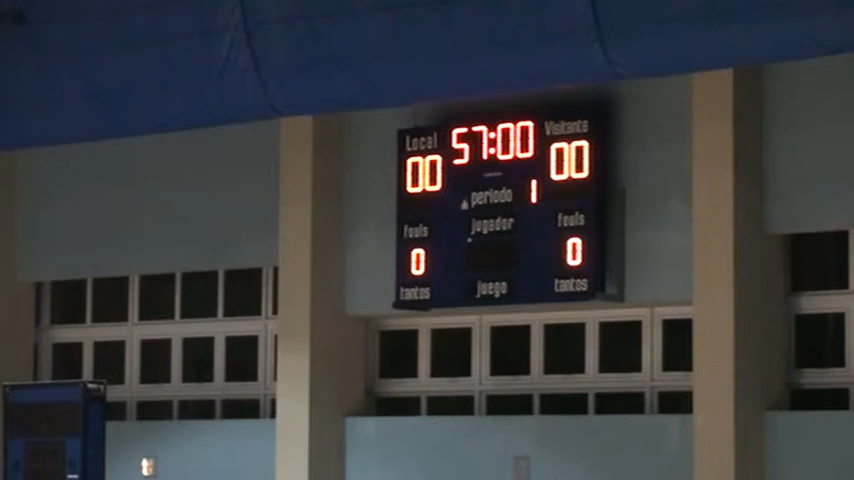 Local 57:00 Visitante
00 00
periodo 1
fouls jugador fouls
0 0
tantos juego tantos